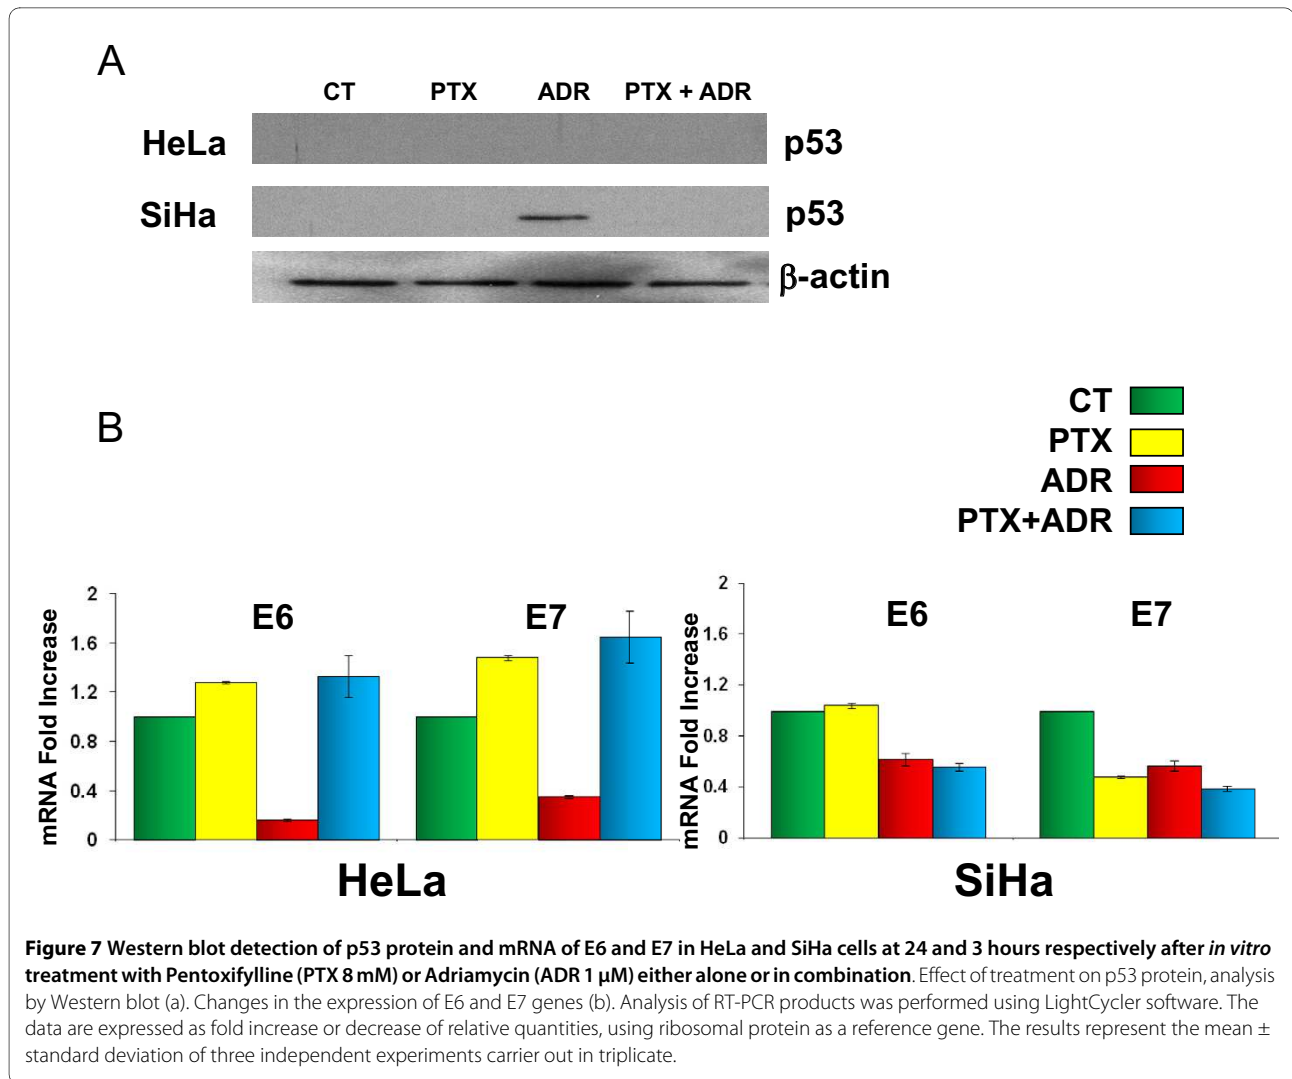 A
CT PTX ADR PTX + ADR
HeLa p53
SiHa p53
β-actin
B
CT
PTX
ADR
PTX+ADR
mRNA Fold Increase
2
1.6
1.2
0.8
0.4
0
E6 E7
HeLa
mRNA Fold Increase
2
1.6
1.2
0.8
0.4
0
E6 E7
SiHa
Figure 7 Western blot detection of p53 protein and mRNA of E6 and E7 in HeLa and SiHa cells at 24 and 3 hours respectively after in vitro
treatment with Pentoxifylline (PTX 8 mM) or Adriamycin (ADR 1 μM) either alone or in combination. Effect of treatment on p53 protein, analysis
by Western blot (a). Changes in the expression of E6 and E7 genes (b). Analysis of RT-PCR products was performed using LightCycler software. The
data are expressed as fold increase or decrease of relative quantities, using ribosomal protein as a reference gene. The results represent the mean ±
standard deviation of three independent experiments carrier out in triplicate.